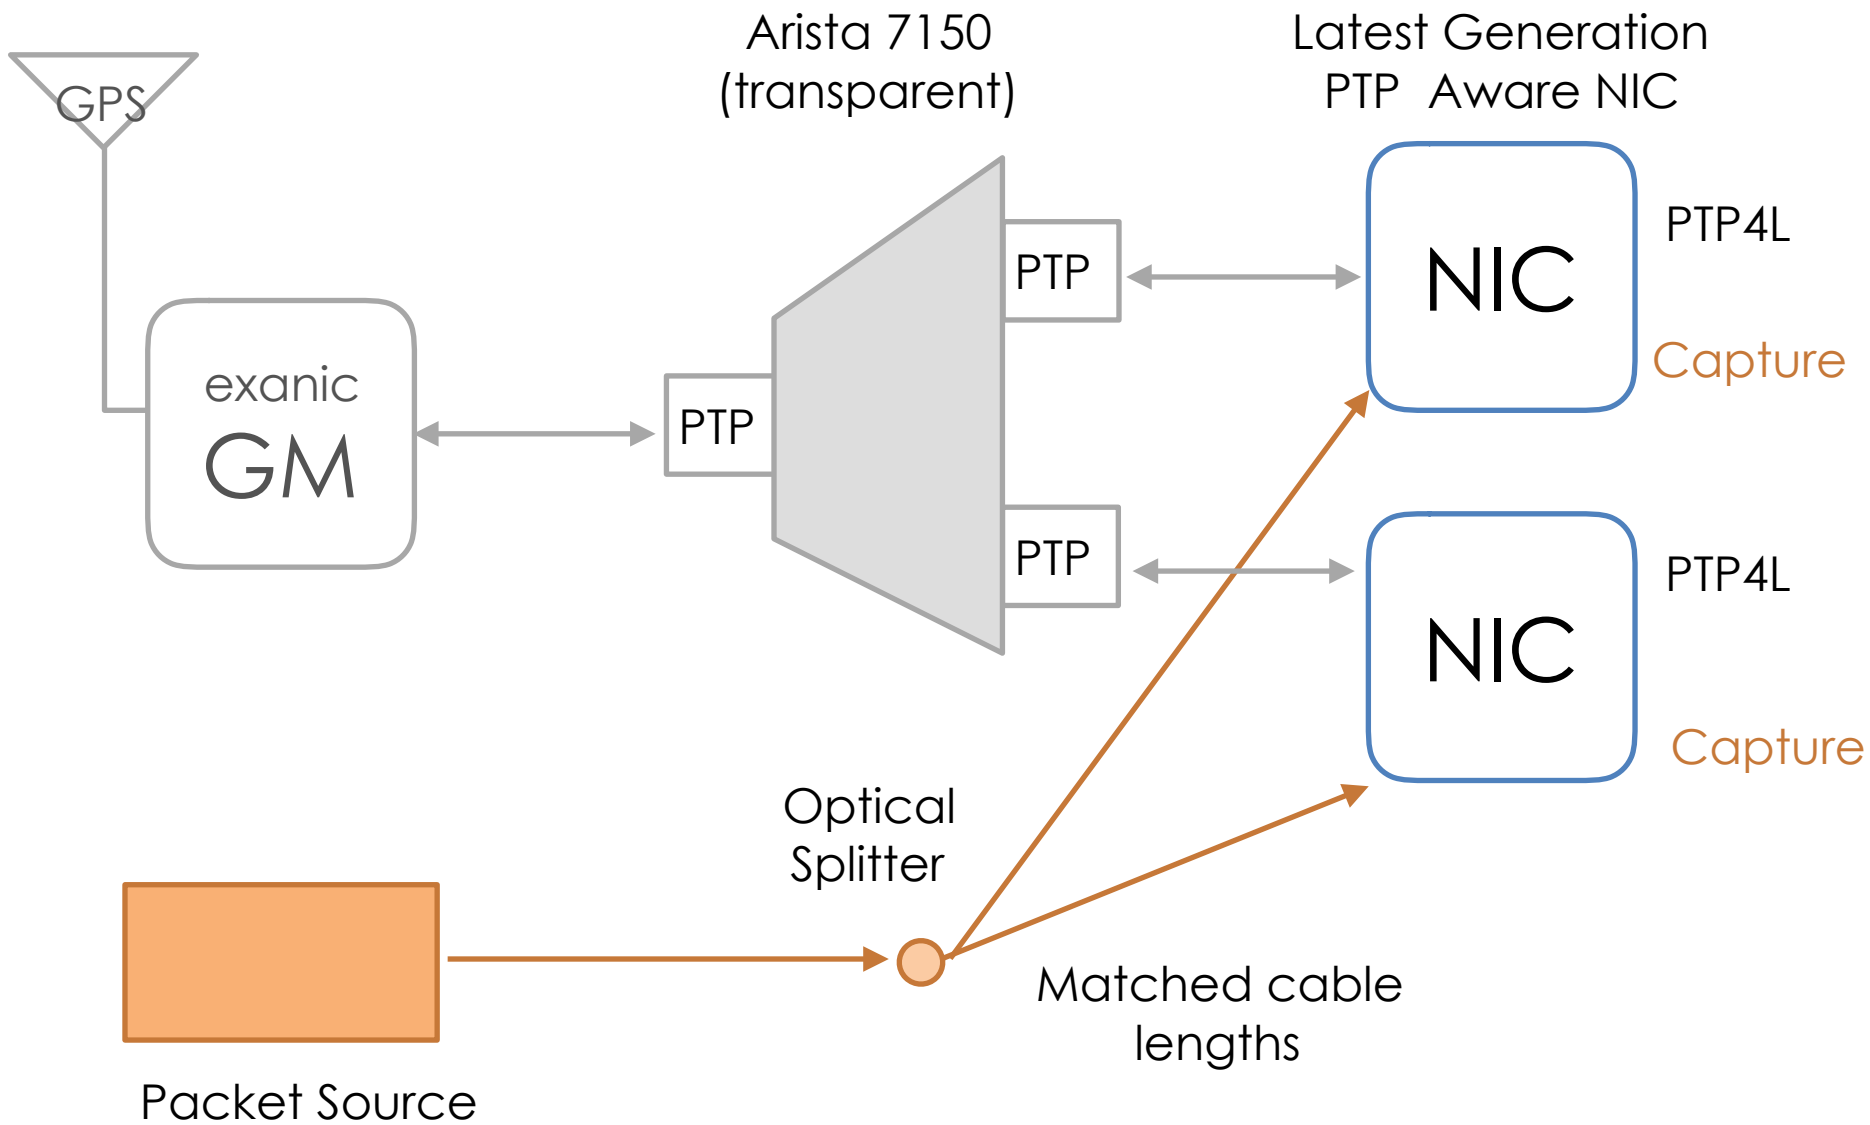 Arista 7150
(transparent)
Latest Generation
PTP Aware NIC
GPS
exanic
GM
PTP
PTP
PTP
NIC
PTP4L
Capture
NIC
PTP4L
Capture
Optical
Splitter
Matched cable
lengths
Packet Source